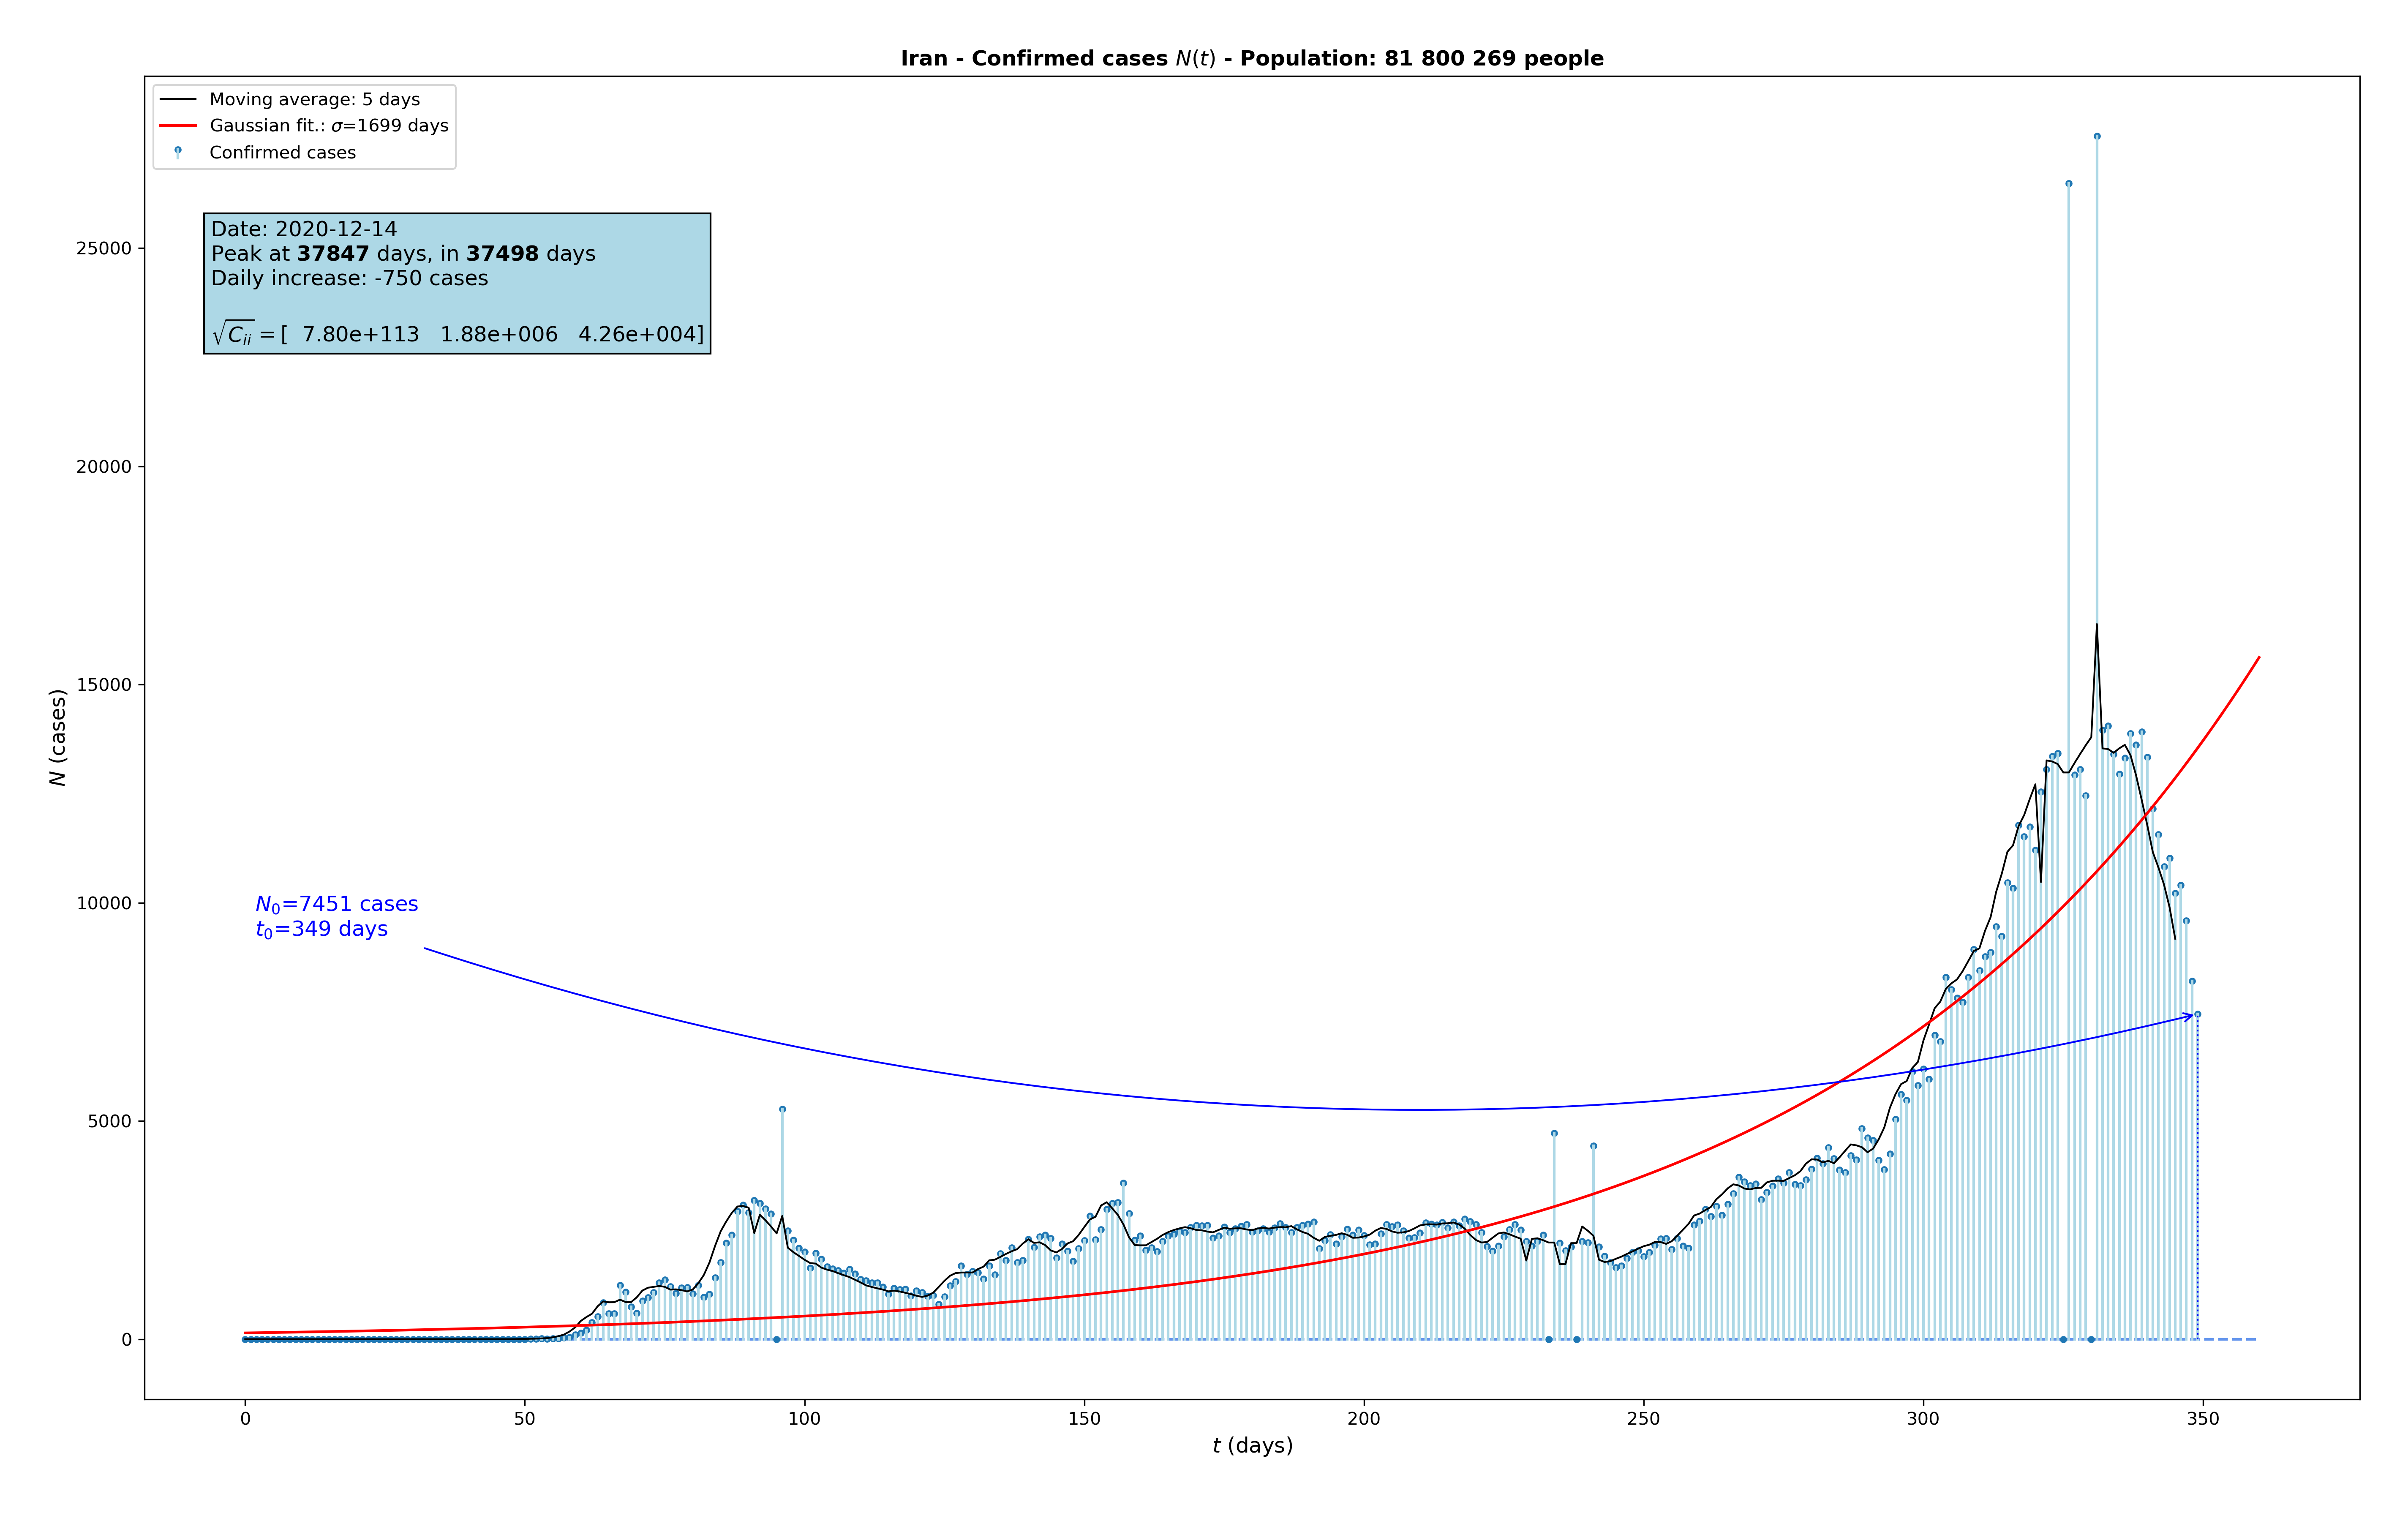 Iran - Confirmed cases N(t) - Population: 81 800 269 people
Moving average: 5 days
Gaussian fit.: σ=1699 days
Confirmed cases
Date: 2020-12-14
Peak at 37847 days, in 37498 days
Daily increase: -750 cases
√C_ii = [ 7.80e+113 1.88e+006 4.26e+004]
N_0=7451 cases
t_0=349 days
N (cases)
25000
20000
15000
10000
5000
0
0 50 100 150 200 250 300 350
t (days)